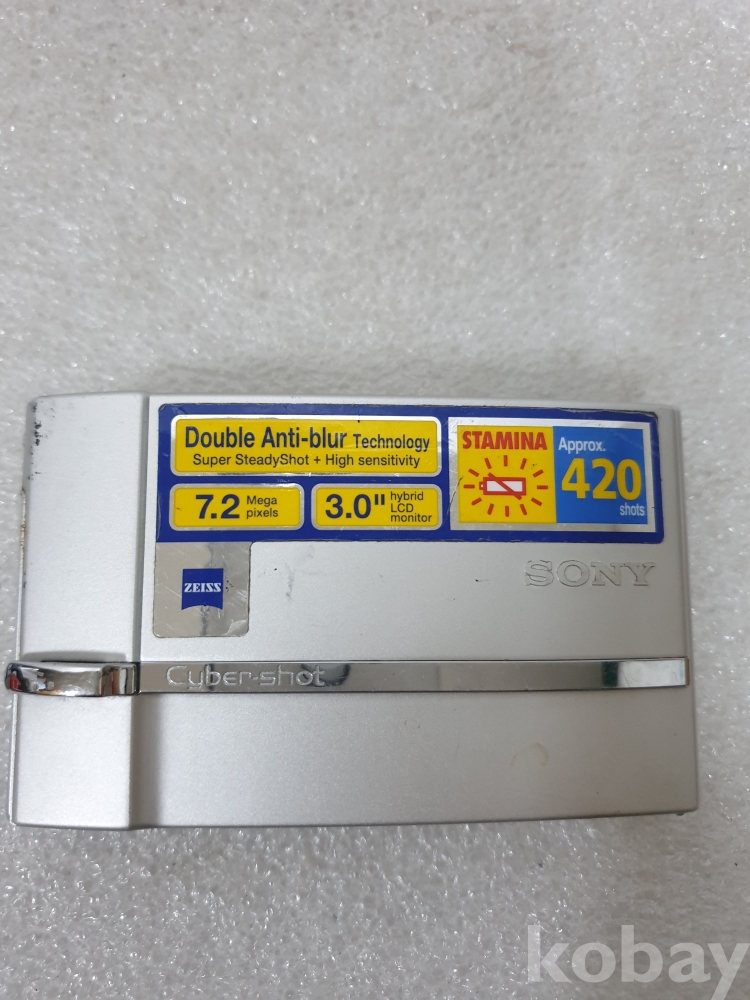 Double Anti-blur Technology
Super SteadyShot + High sensitivity
7.2 Mega pixels
3.0" hybrid LCD monitor
STAMINA
Approx.
420
shots
ZEISS
SONY
Cyber-shot
kobay